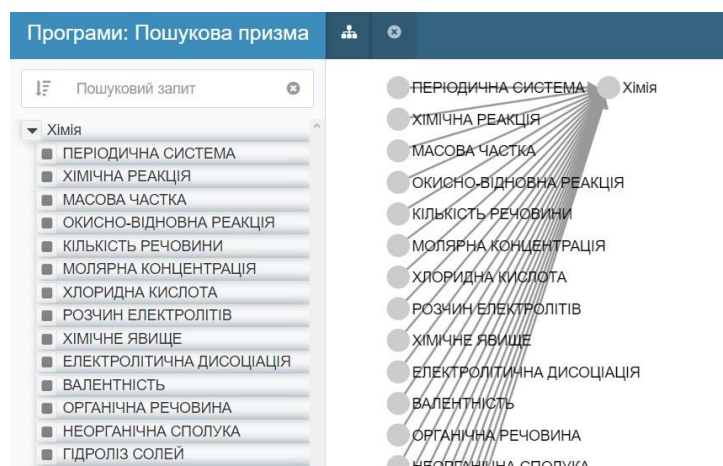 Програми: Пошукова призма
Пошуковий запит
Хімія
ПЕРІОДИЧНА СИСТЕМА
ХІМІЧНА РЕАКЦІЯ
МАСОВА ЧАСТКА
ОКИСНО-ВІДНОВНА РЕАКЦІЯ
КІЛЬКІСТЬ РЕЧОВИНИ
МОЛЯРНА КОНЦЕНТРАЦІЯ
ХЛОРИДНА КИСЛОТА
РОЗЧИН ЕЛЕКТРОЛІТІВ
ХІМІЧНЕ ЯВИЩЕ
ЕЛЕКТРОЛІТИЧНА ДИСОЦІАЦІЯ
ВАЛЕНТНІСТЬ
ОРГАНІЧНА РЕЧОВИНА
НЕОРГАНІЧНА СПОЛУКА
ГІДРОЛІЗ СОЛЕЙ
ПЕРІОДИЧНА СИСТЕМА Хімія
ХІМІЧНА РЕАКЦІЯ
МАСОВА ЧАСТКА
ОКИСНО-ВІДНОВНА РЕАКЦІЯ
КІЛЬКІСТЬ РЕЧОВИНИ
МОЛЯРНА КОНЦЕНТРАЦІЯ
ХЛОРИДНА КИСЛОТА
РОЗЧИН ЕЛЕКТРОЛІТІВ
ХІМІЧНЕ ЯВИЩЕ
ЕЛЕКТРОЛІТИЧНА ДИСОЦІАЦІЯ
ВАЛЕНТНІСТЬ
ОРГАНІЧНА РЕЧОВИНА
НЕОРГАНІЧНА СПОЛУКА